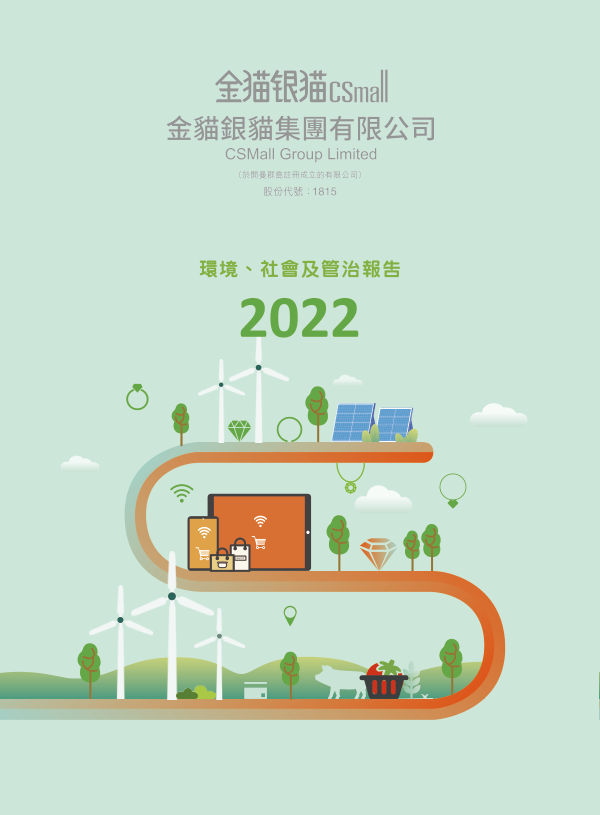 金猫银猫CSmall
金貓銀貓集團有限公司
CSMall Group Limited
（於開曼群島註冊成立的有限公司）
股份代號：1815
環境、社會及管治報告
2022